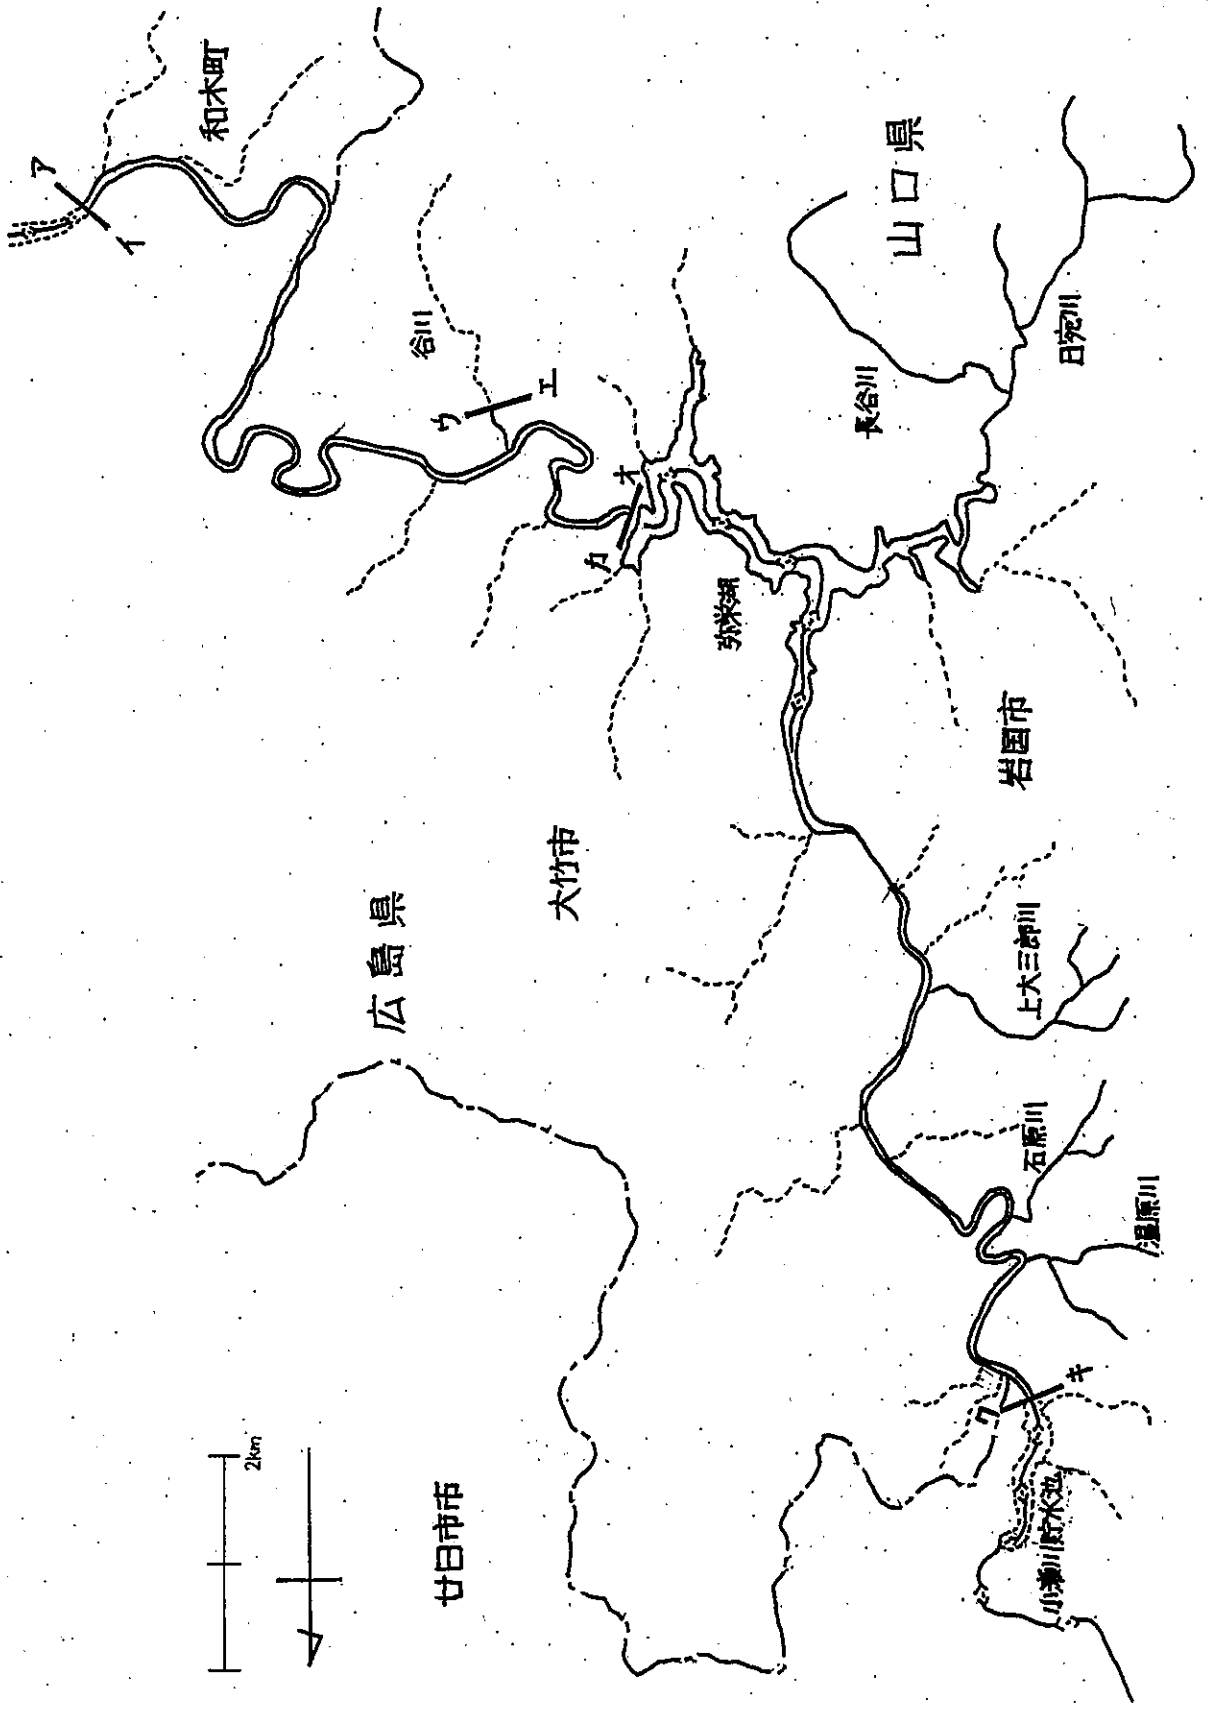 和木町
ア
イ
谷川
ウ
エ
オ
カ
山口県
長谷川
日宛川
弥栄湖
岩国市
大竹市
広島県
上大三郎川
石原川
温原川
キ
ク
小瀬川貯水池
廿日市市
2km